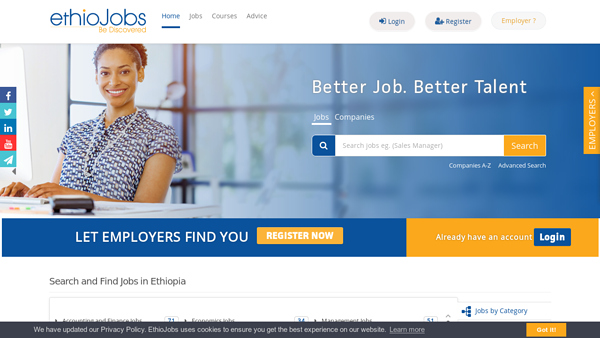 ethioJobs
Be Discovered
Home Jobs Courses Advice
Login
Register
Employer ?
Better Job. Better Talent
Jobs Companies
Search Jobs eg. (Sales Manager)
Search
Companies A-Z Advanced Search
EMPLOYERS
LET EMPLOYERS FIND YOU
REGISTER NOW
Already have an account
Login
Search and Find Jobs in Ethiopia
Jobs by Category
Accounting and Finance Jobs 71
Economics Jobs 34
Management Jobs 51
We have updated our Privacy Policy. EthioJobs uses cookies to ensure you get the best experience on our website. Learn more
Got it!